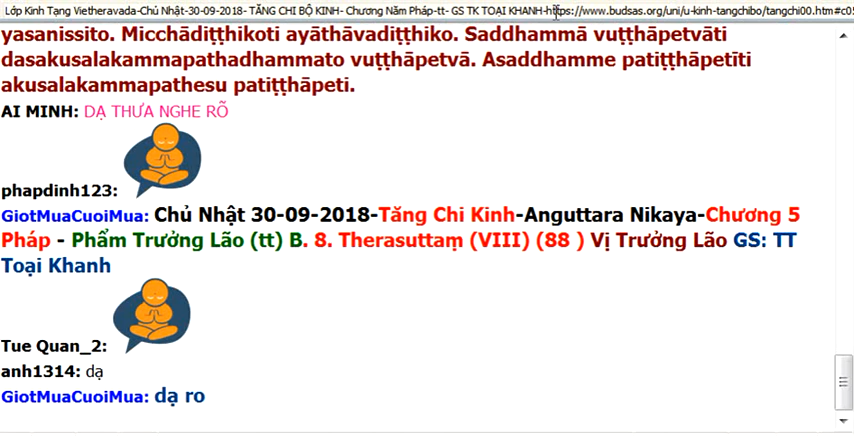 Lớp Kinh Tạng Vietheravada-Chủ Nhật-30-09-2018- TĂNG CHI BỘ KINH- Chương Năm Pháp-tt- GS TK TOẠI KHANH-https://www.budsas.org/uni/u-kinh-tangchibo/tangchi00.htm#c05
yasanissito. Micchādiṭṭhikoti ayāthāvadiṭṭhiko. Saddhammā vuṭṭhāpetvāti
dasakusalakammapathadhammato vuṭṭhāpetvā. Asaddhamme patiṭṭhāpetīti
akusalakammapathesu patiṭṭhāpeti.
AI MINH: DẠ THƯA NGHE RÕ
phapdinh123:
GiotMuaCuoiMua: Chủ Nhật 30-09-2018-Tăng Chi Kinh-Anguttara Nikaya-Chương 5
Pháp - Phẩm Trưởng Lão (tt) B. 8. Therasuttaṃ (VIII) (88 ) Vị Trưởng Lão GS: TT
Toại Khanh
Tue Quan_2:
anh1314: dạ
GiotMuaCuoiMua: dạ ro